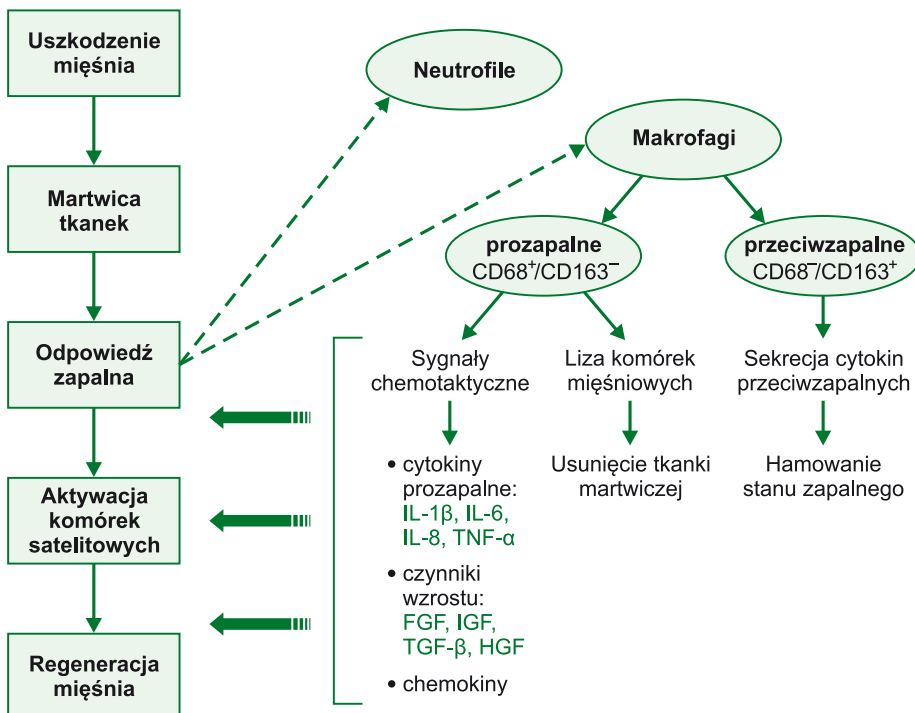 Uszkodzenie
mięśnia
Martwica
tkanek
Odpowiedź
zapalna
Aktywacja
komórek
satelitowych
Regeneracja
mięśnia
Neutrofile
Makrofagi
prozapalne
CD68⁺/CD163⁻
przeciwzapalne
CD68⁻/CD163⁺
Sygnały
chemotaktyczne
• cytokiny
prozapalne:
IL-1β, IL-6,
IL-8, TNF-α
• czynniki
wzrostu:
FGF, IGF,
TGF-β, HGF
• chemokiny
Liza komórek
mięśniowych
Usunięcie tkanki
martwiczej
Sekrecja cytokin
przeciwzapalnych
Hamowanie
stanu zapalnego